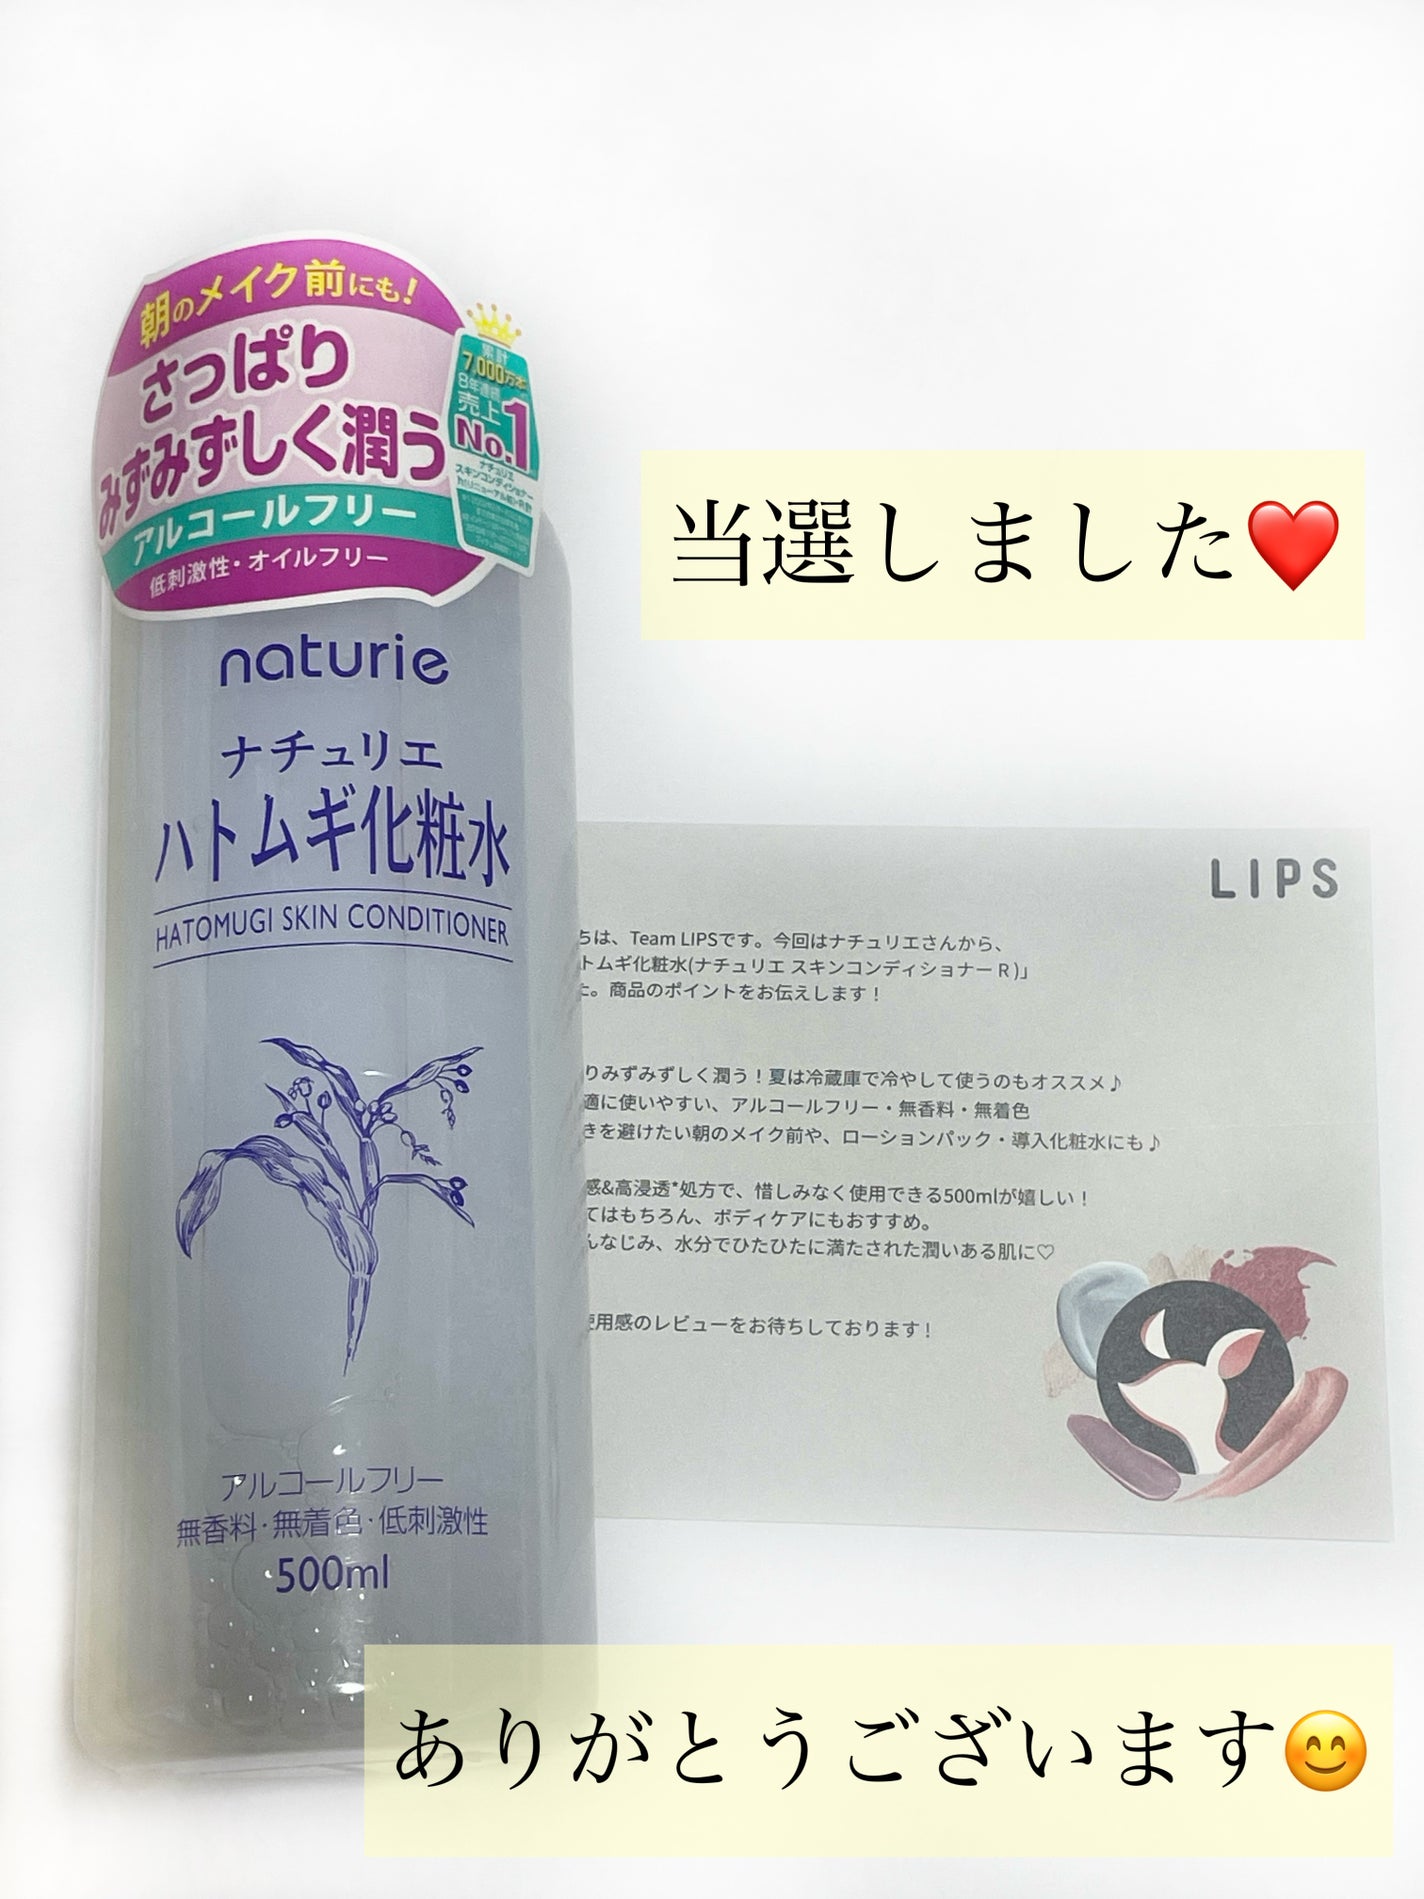 朝のメイク前にも!
さっぱり
みずみずしく潤う
アルコールフリー
低刺激性・オイルフリー
累計
7,000万本
8年連続
売上
No.1
ナチュリエ
スキンコンディショナー
naturie
ナチュリエ
ハトムギ化粧水
HATOMUGI SKIN CONDITIONER
アルコールフリー
無香料・無着色・低刺激性
500ml
当選しました❤️
LIPS
ちは、Team LIPSです。今回はナチュリエさんから、
トムギ化粧水(ナチュリエ スキンコンディショナー R )」
た。商品のポイントをお伝えします！
りみずみずしく潤う！夏は冷蔵庫で冷やして使うのもオススメ♪
適に使いやすい、アルコールフリー・無香料・無着色
きを避けたい朝のメイク前や、ローションパック・導入化粧水にも♪
感&高浸透*処方で、惜しみなく使用できる500mlが嬉しい！
てはもちろん、ボディケアにもおすすめ。
んなじみ、水分でひたひたに満たされた潤いある肌に♡
使用感のレビューをお待ちしております！
ありがとうございます😊